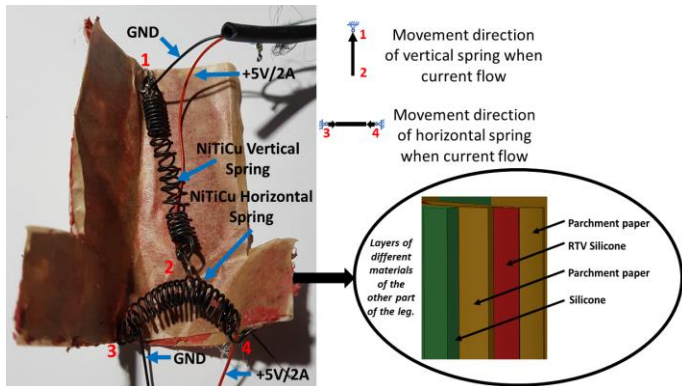 GND
1
+5V/2A
NiTiCu Vertical
Spring
NiTiCu Horizontal
Spring
2
3
4
GND
+5V/2A
1
2
Movement direction
of vertical spring when
current flow
3
4
Movement direction
of horizontal spring
when current flow
Layers of
different
materials
of the
other part
of the leg.
Parchment paper
RTV Silicone
Parchment paper
Silicone